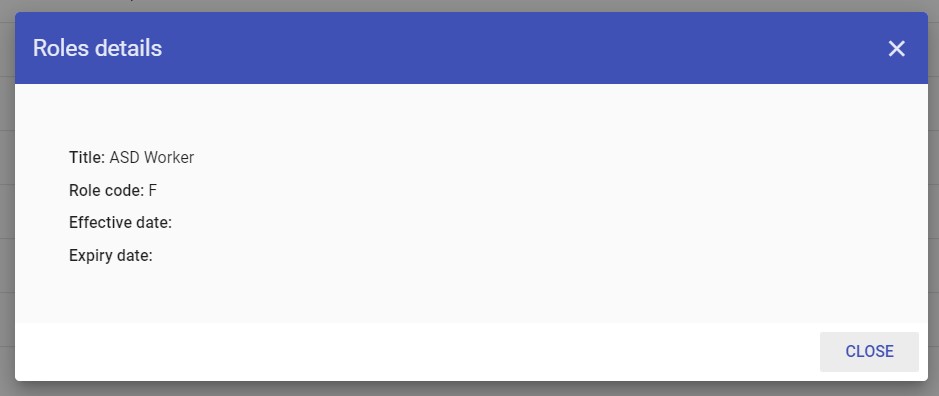 Roles details
Title: ASD Worker
Role code: F
Effective date:
Expiry date:
CLOSE